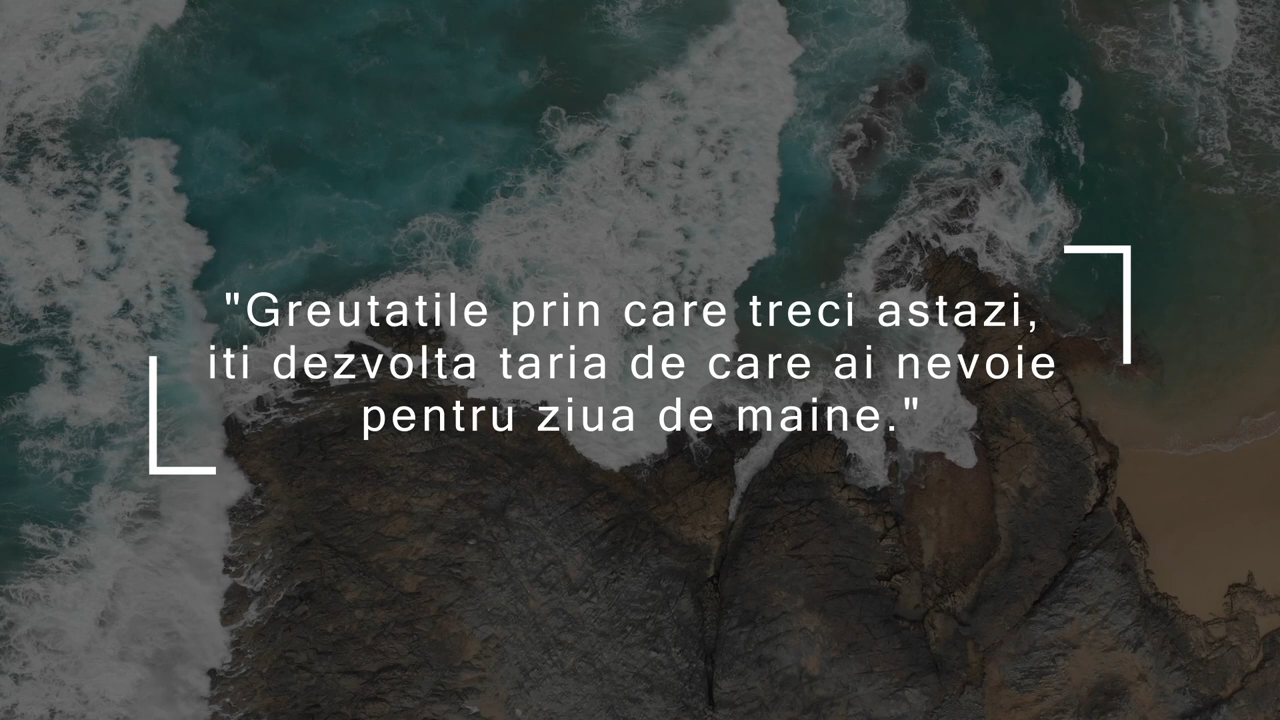 "Greutatile prin care treci astazi,
iti dezvolta taria de care ai nevoie
pentru ziua de maine."